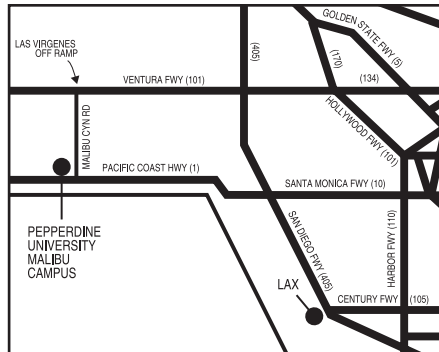 GOLDEN STATE FWY (5)
LAS VIRGENES
OFF RAMP
(405)
(170)
VENTURA FWY (101)
(134)
MALIBU CYN RD
HOLLYWOOD FWY (101)
PACIFIC COAST HWY (1)
SANTA MONICA FWY (10)
PEPPERDINE
UNIVERSITY
MALIBU
CAMPUS
SAN DIEGO FWY (405)
HARBOR FWY (110)
LAX
CENTURY FWY (105)